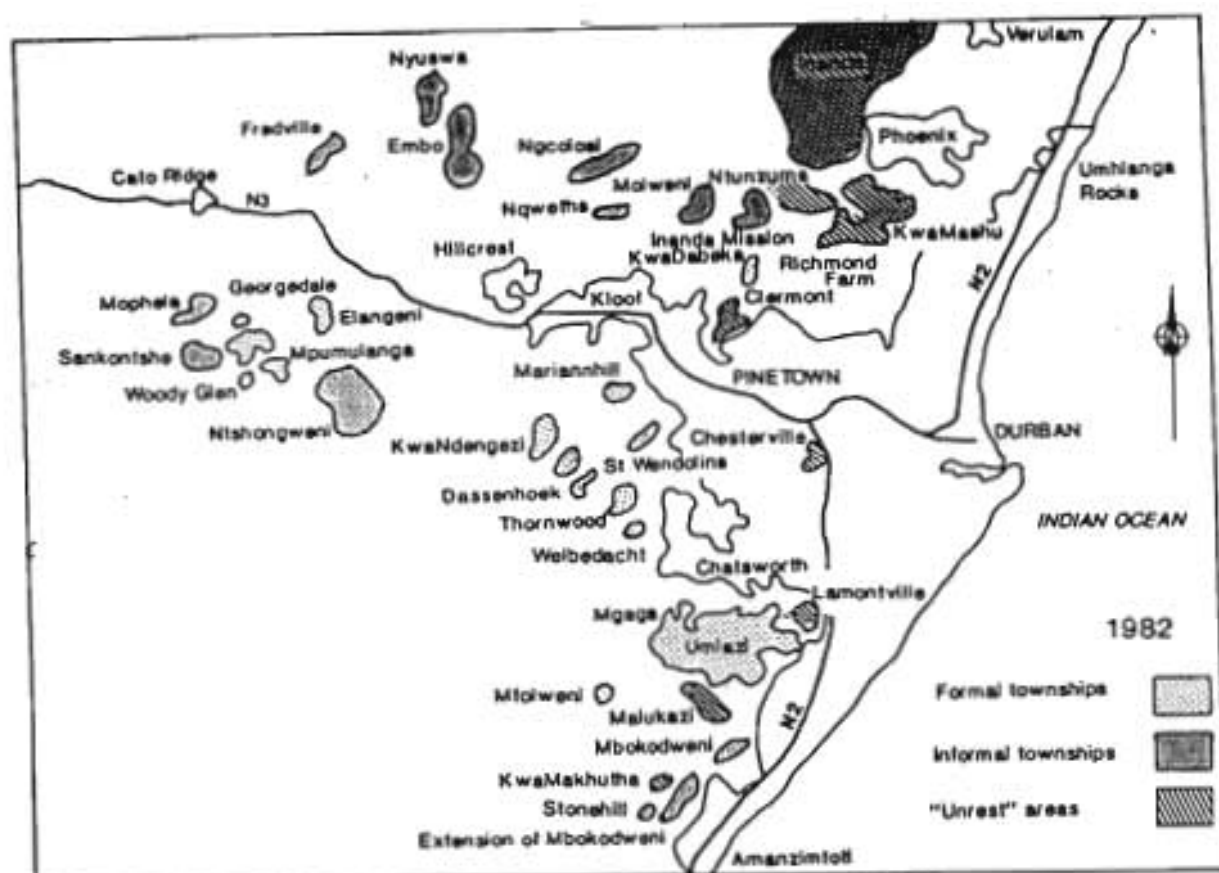 Verulam
Inanda
Nyuswa
Fredville
Embo
Ngcolosi
Phoenix
Molweni
Ntunzuma
Umhlanga
Rocks
Cato Ridge
N3
Nqwetha
KwaMashu
Inanda Mission
KwaDabeka
Richmond
Farm
Hillcrest
N2
Georgedale
Mophela
Elangeni
Kloof
Clermont
Sankontshe
Mpumulanga
Woody Glen
Mariannhill
PINETOWN
Ntshongweni
KwaNdengezi
Chesterville
DURBAN
St Wendolins
Dassenhoek
Thornwood
INDIAN OCEAN
Welbedacht
Chatsworth
Lamontville
Mgaga
1982
Umlazi
Mfolweni
Formal townships
Malukazi
N2
Mbokodweni
Informal townships
KwaMakhutha
Stonehill
"Unrest" areas
Extension of Mbokodweni
Amanzimtoti